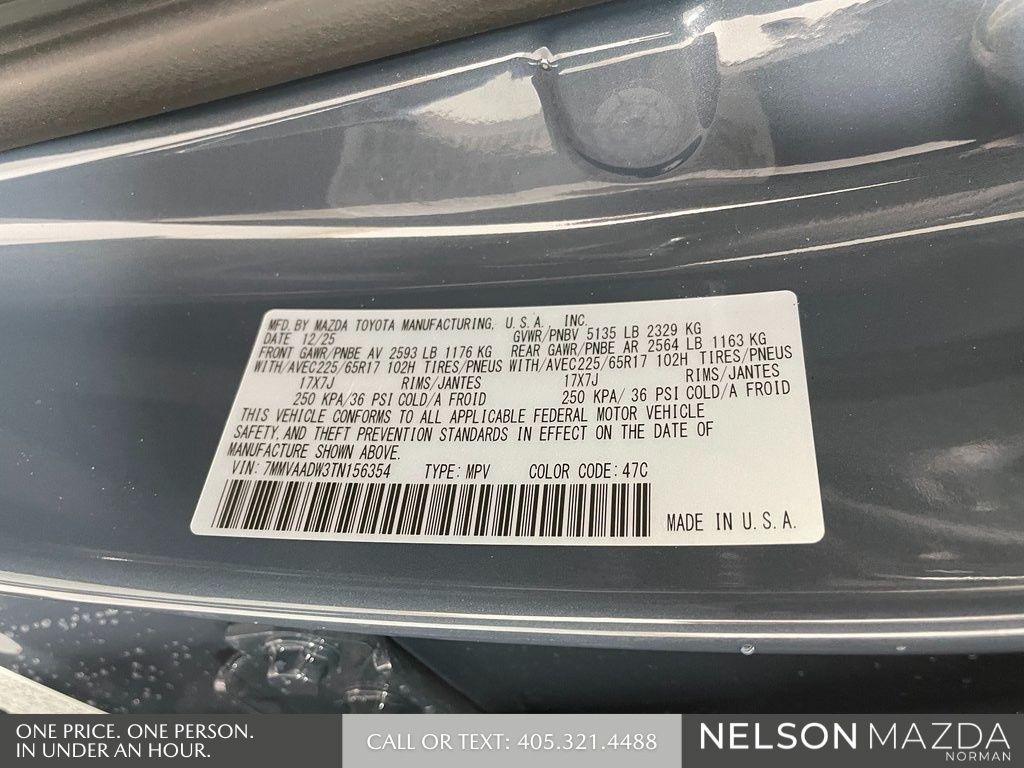 MFD. BY MAZDA TOYOTA MANUFACTURING, U.S.A. INC.
DATE 12/25 GVWR/PNBV 5135 LB 2329 KG
FRONT GAWR/PNBE AV 2593 LB 1176 KG REAR GAWR/PNBE AR 2564 LB 1163 KG
WITH/AVEC225/65R17 102H TIRES/PNEUS WITH/AVEC225/65R17 102H TIRES/PNEUS
17X7J RIMS/JANTES 17X7J RIMS/JANTES
250 KPA/36 PSI COLD/A FROID 250 KPA/ 36 PSI COLD/A FROID
THIS VEHICLE CONFORMS TO ALL APPLICABLE FEDERAL MOTOR VEHICLE
SAFETY, AND THEFT PREVENTION STANDARDS IN EFFECT ON THE DATE OF
MANUFACTURE SHOWN ABOVE.
VIN: 7MMVAADW3TN156354 TYPE: MPV COLOR CODE: 47C
MADE IN U.S.A.
ONE PRICE. ONE PERSON.
IN UNDER AN HOUR.
CALL OR TEXT: 405.321.4488
NELSON MAZDA
NORMAN